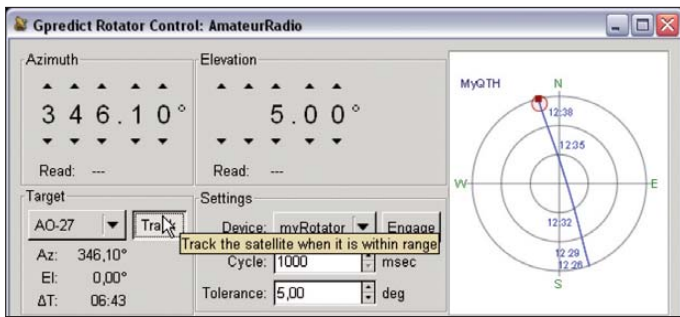 Gpredict Rotator Control: AmateurRadio
Azimuth
346.10°
Read: ---
Elevation
5.00°
Read: ---
Target
AO-27
Az: 346,10°
El: 0,00°
ΔT: 06:43
Settings
Device: myRotator Engage
Track the satellite when it is within range
Cycle: 1000 msec
Tolerance: 5,00 deg
MyQTH
N
12:38
12:35
W
E
12:32
12:29
12:26
S